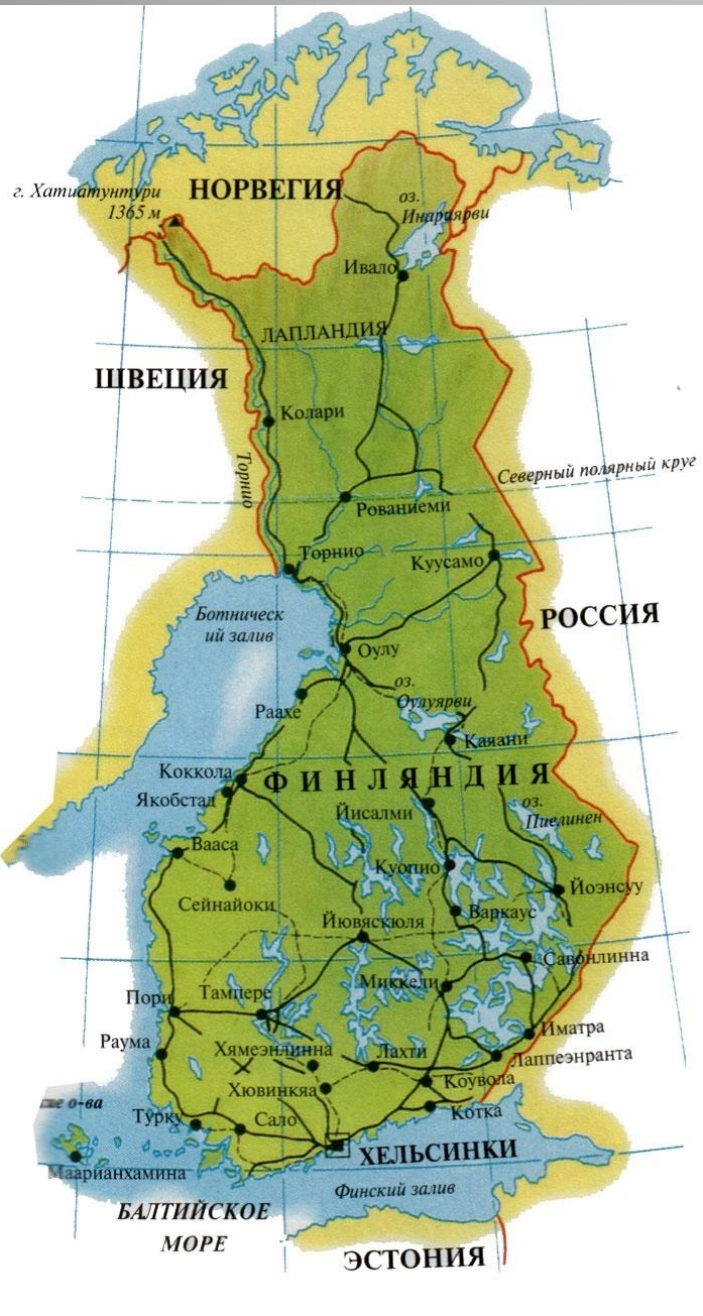 г. Хатиатунтури
1365 м
НОРВЕГИЯ
оз.
Инариярви
Ивало
ЛАПЛАНДИЯ
ШВЕЦИЯ
Колари
Торнио
Северный полярный круг
Рованиеми
Торнио
Куусамо
Ботническ
ий залив
РОССИЯ
Оулу
оз.
Оулуярви
Раахе
Каяани
Коккола
ФИНЛЯНДИЯ
Якобстад
Йисалми
оз.
Пиелинен
Вааса
Куопио
Йоэнсуу
Сейнайоки
Варкаус
Йювяскюля
Савонлинна
Миккели
Пори
Тампере
Иматра
Раума
Хямеэнлинна
Лахти
Лаппеэнранта
Хювинкяа
Коувола
о-ва
Турку
Сало
Котка
ХЕЛЬСИНКИ
Маарианхамина
Финский залив
БАЛТИЙСКОЕ
МОРЕ
ЭСТОНИЯ